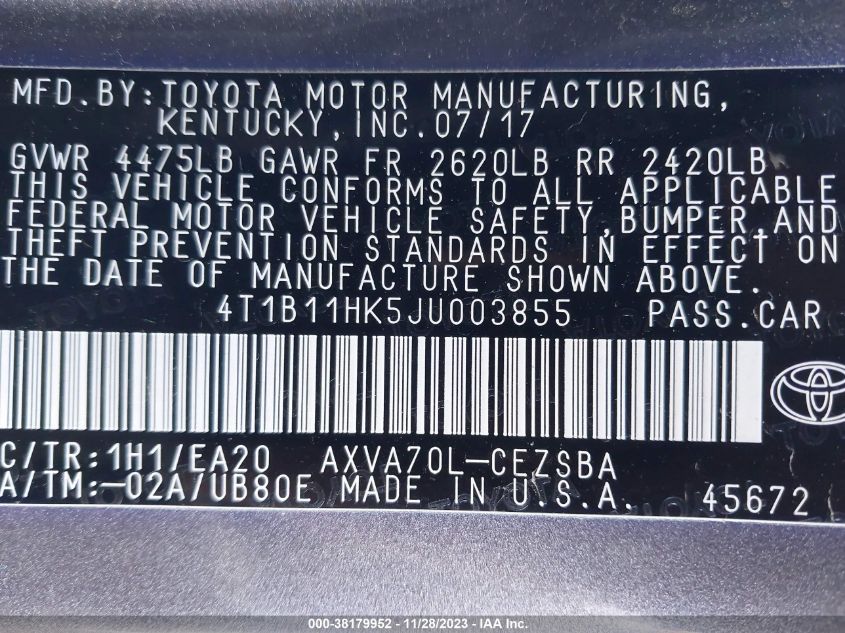 MFD. BY: TOYOTA MOTOR MANUFACTURING,
KENTUCKY, INC. 07/17
GVWR 4475LB GAWR FR 2620LB RR 2420LB
THIS VEHICLE CONFORMS TO ALL APPLICABLE
FEDERAL MOTOR VEHICLE SAFETY, BUMPER, AND
THEFT PREVENTION STANDARDS IN EFFECT ON
THE DATE OF MANUFACTURE SHOWN ABOVE.
4T1B11HK5JU003855 PASS. CAR
C/TR: 1H1/EA20 AXVA70L-CEZSBA
A/TM:-02A/UB80E MADE IN U.S.A. 45672
000-38179952 - 11/28/2023 - IAA Inc.